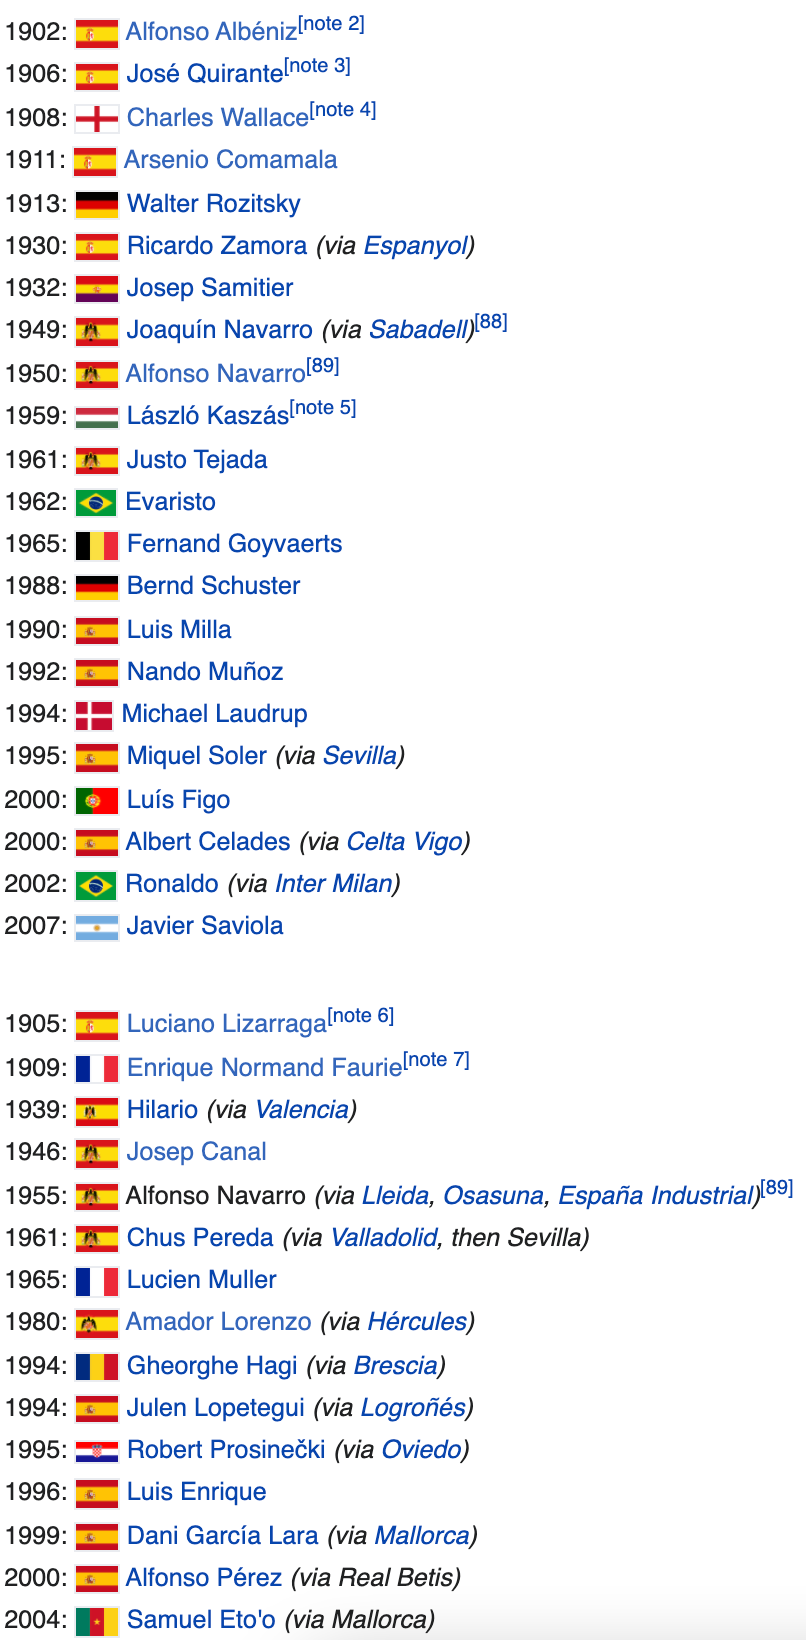 1902: Alfonso Albéniz[note 2]
1906: José Quirante[note 3]
1908: Charles Wallace[note 4]
1911: Arsenio Comamala
1913: Walter Rozitsky
1930: Ricardo Zamora (via Espanyol)
1932: Josep Samitier
1949: Joaquín Navarro (via Sabadell)[88]
1950: Alfonso Navarro[89]
1959: László Kaszás[note 5]
1961: Justo Tejada
1962: Evaristo
1965: Fernand Goyvaerts
1988: Bernd Schuster
1990: Luis Milla
1992: Nando Muñoz
1994: Michael Laudrup
1995: Miquel Soler (via Sevilla)
2000: Luís Figo
2000: Albert Celades (via Celta Vigo)
2002: Ronaldo (via Inter Milan)
2007: Javier Saviola
1905: Luciano Lizarraga[note 6]
1909: Enrique Normand Faurie[note 7]
1939: Hilario (via Valencia)
1946: Josep Canal
1955: Alfonso Navarro (via Lleida, Osasuna, España Industrial)[89]
1961: Chus Pereda (via Valladolid, then Sevilla)
1965: Lucien Muller
1980: Amador Lorenzo (via Hércules)
1994: Gheorghe Hagi (via Brescia)
1994: Julen Lopetegui (via Logroñés)
1995: Robert Prosinečki (via Oviedo)
1996: Luis Enrique
1999: Dani García Lara (via Mallorca)
2000: Alfonso Pérez (via Real Betis)
2004: Samuel Eto'o (via Mallorca)